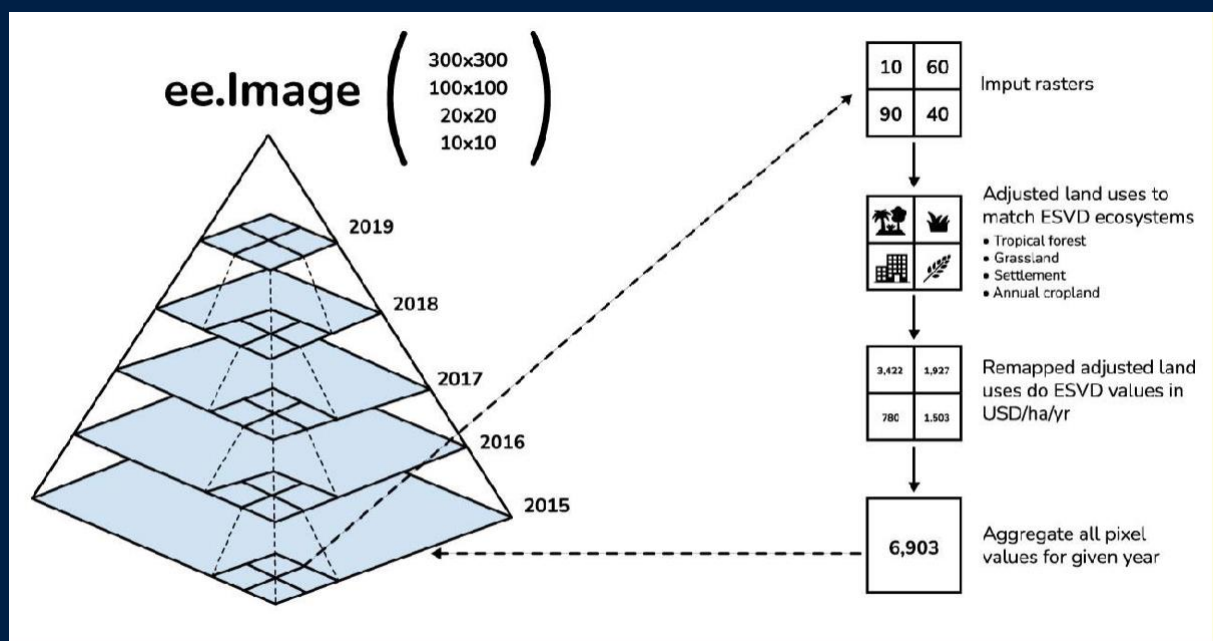 ee.Image
300x300
100x100
20x20
10x10
2019
2018
2017
2016
2015
10 60
90 40
Imput rasters
Adjusted land uses to
match ESVD ecosystems
• Tropical forest
• Grassland
• Settlement
• Annual cropland
3,422 1,927
780 1.503
Remapped adjusted land
uses do ESVD values in
USD/ha/yr
6,903
Aggregate all pixel
values for given year